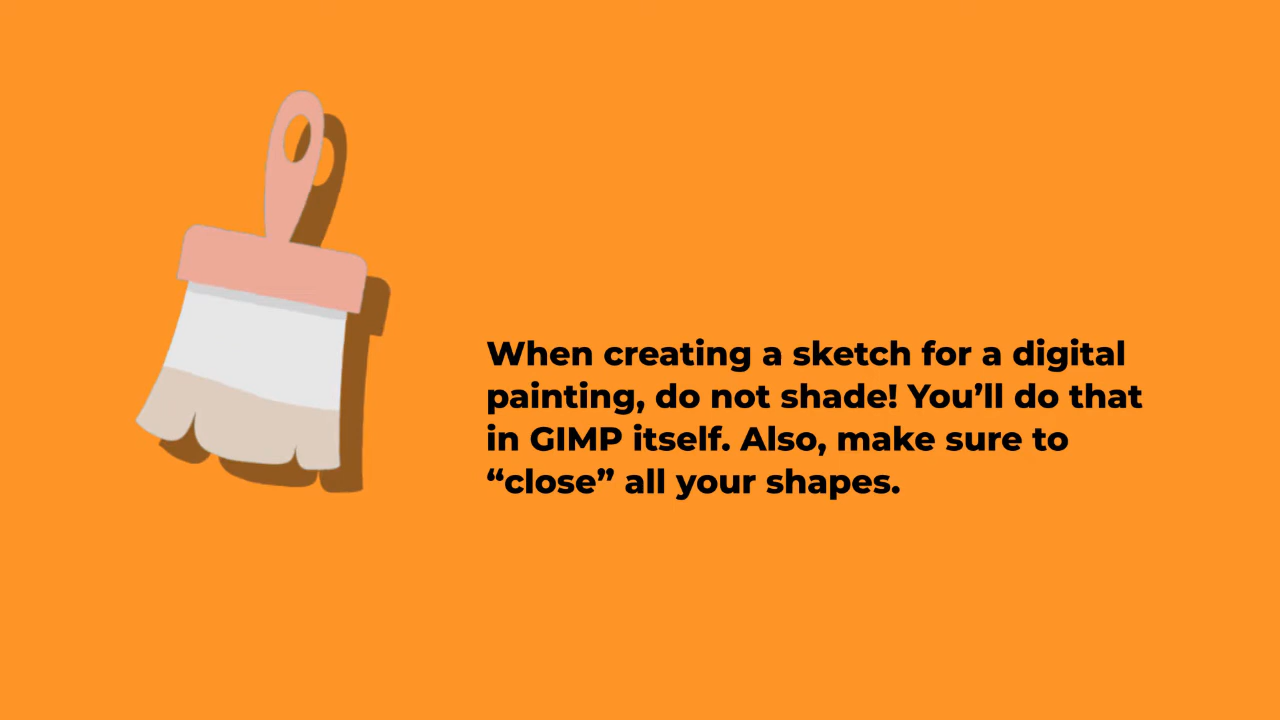 When creating a sketch for a digital
painting, do not shade! You’ll do that
in GIMP itself. Also, make sure to
“close” all your shapes.